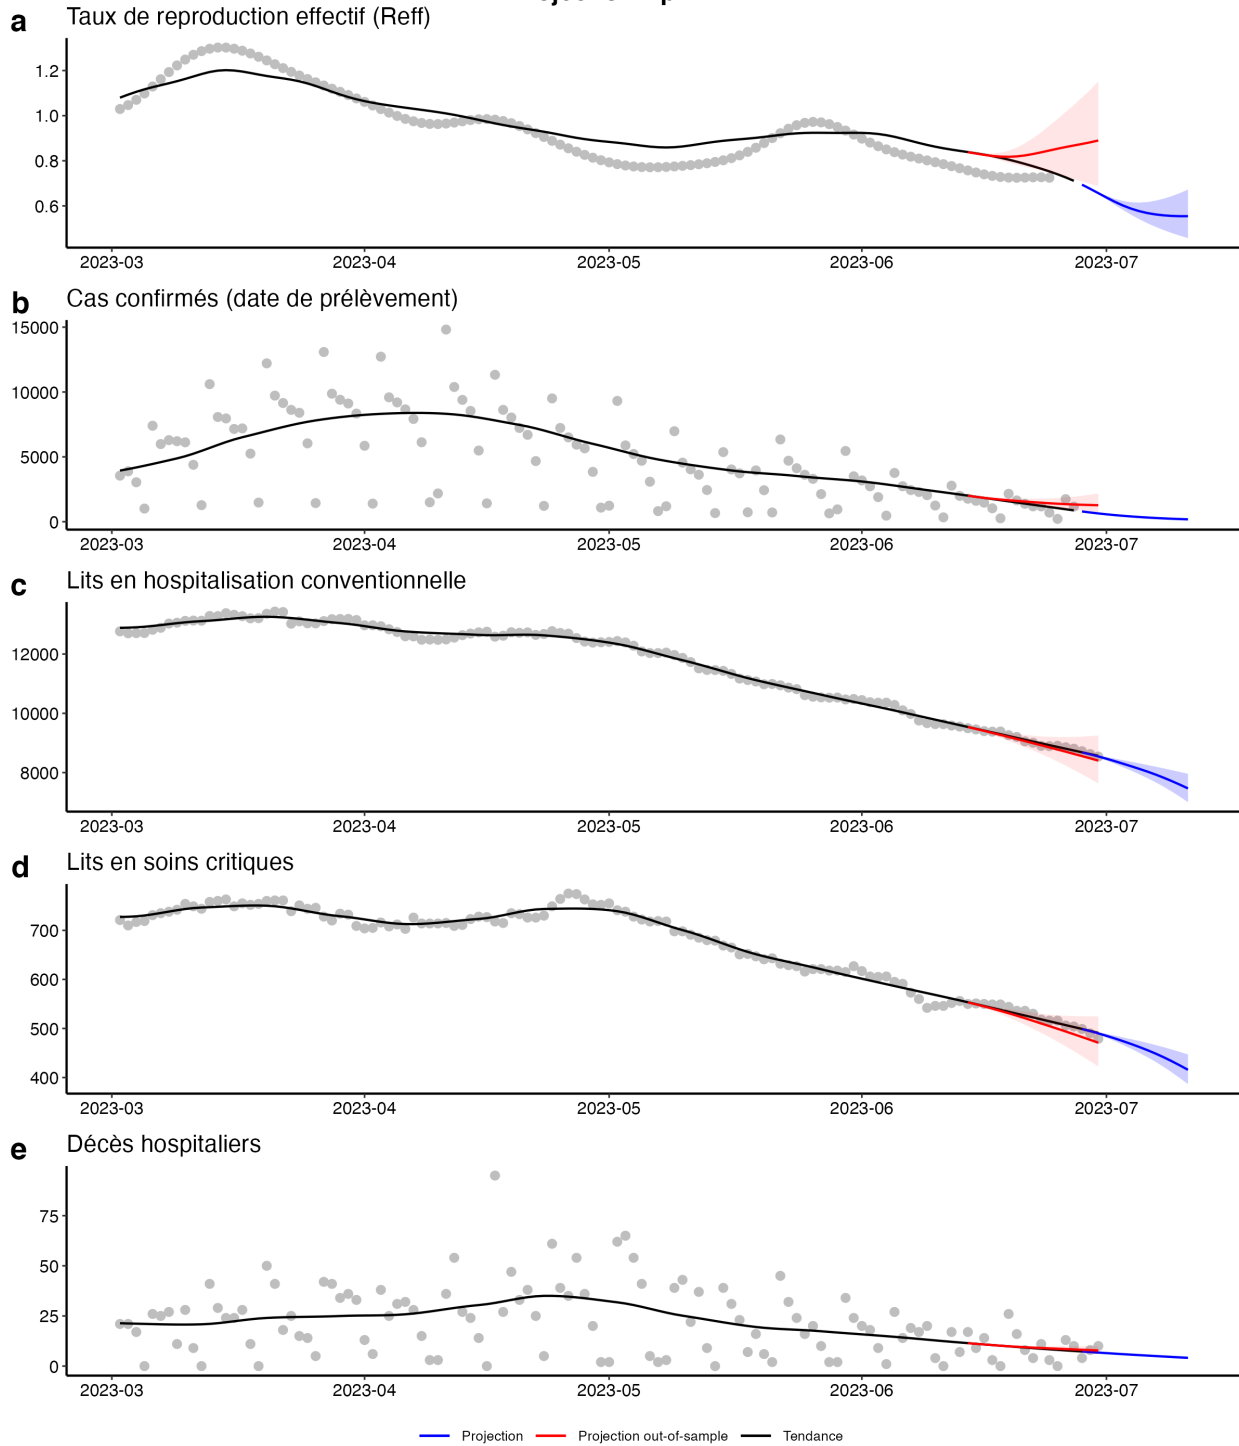 a Taux de reproduction effectif (Reff)
1.2
1.0
0.8
0.6
2023-03 2023-04 2023-05 2023-06 2023-07
b Cas confirmés (date de prélèvement)
15000
10000
5000
0
2023-03 2023-04 2023-05 2023-06 2023-07
c Lits en hospitalisation conventionnelle
12000
10000
8000
2023-03 2023-04 2023-05 2023-06 2023-07
d Lits en soins critiques
700
600
500
400
2023-03 2023-04 2023-05 2023-06 2023-07
e Décès hospitaliers
75
50
25
0
2023-03 2023-04 2023-05 2023-06 2023-07
Projection Projection out-of-sample Tendance